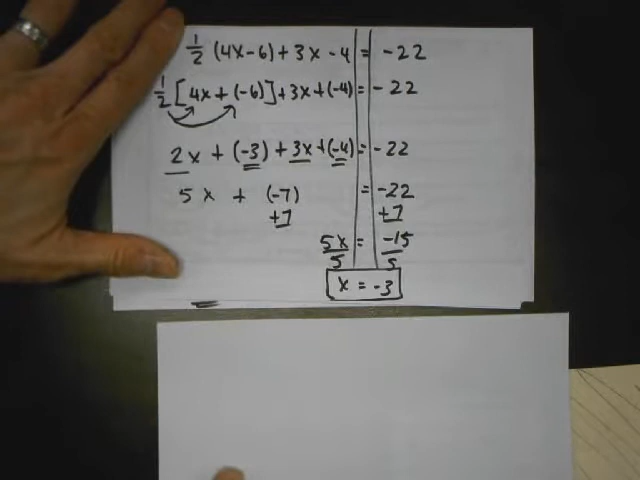 1/2 (4x-6) + 3x - 4 = -22
1/2 [4x + (-6)] + 3x + (-4) = -22
2x + (-3) + 3x + (-4) = -22
5x + (-7) = -22
+7 +7
5x/5 = -15/5
x = -3